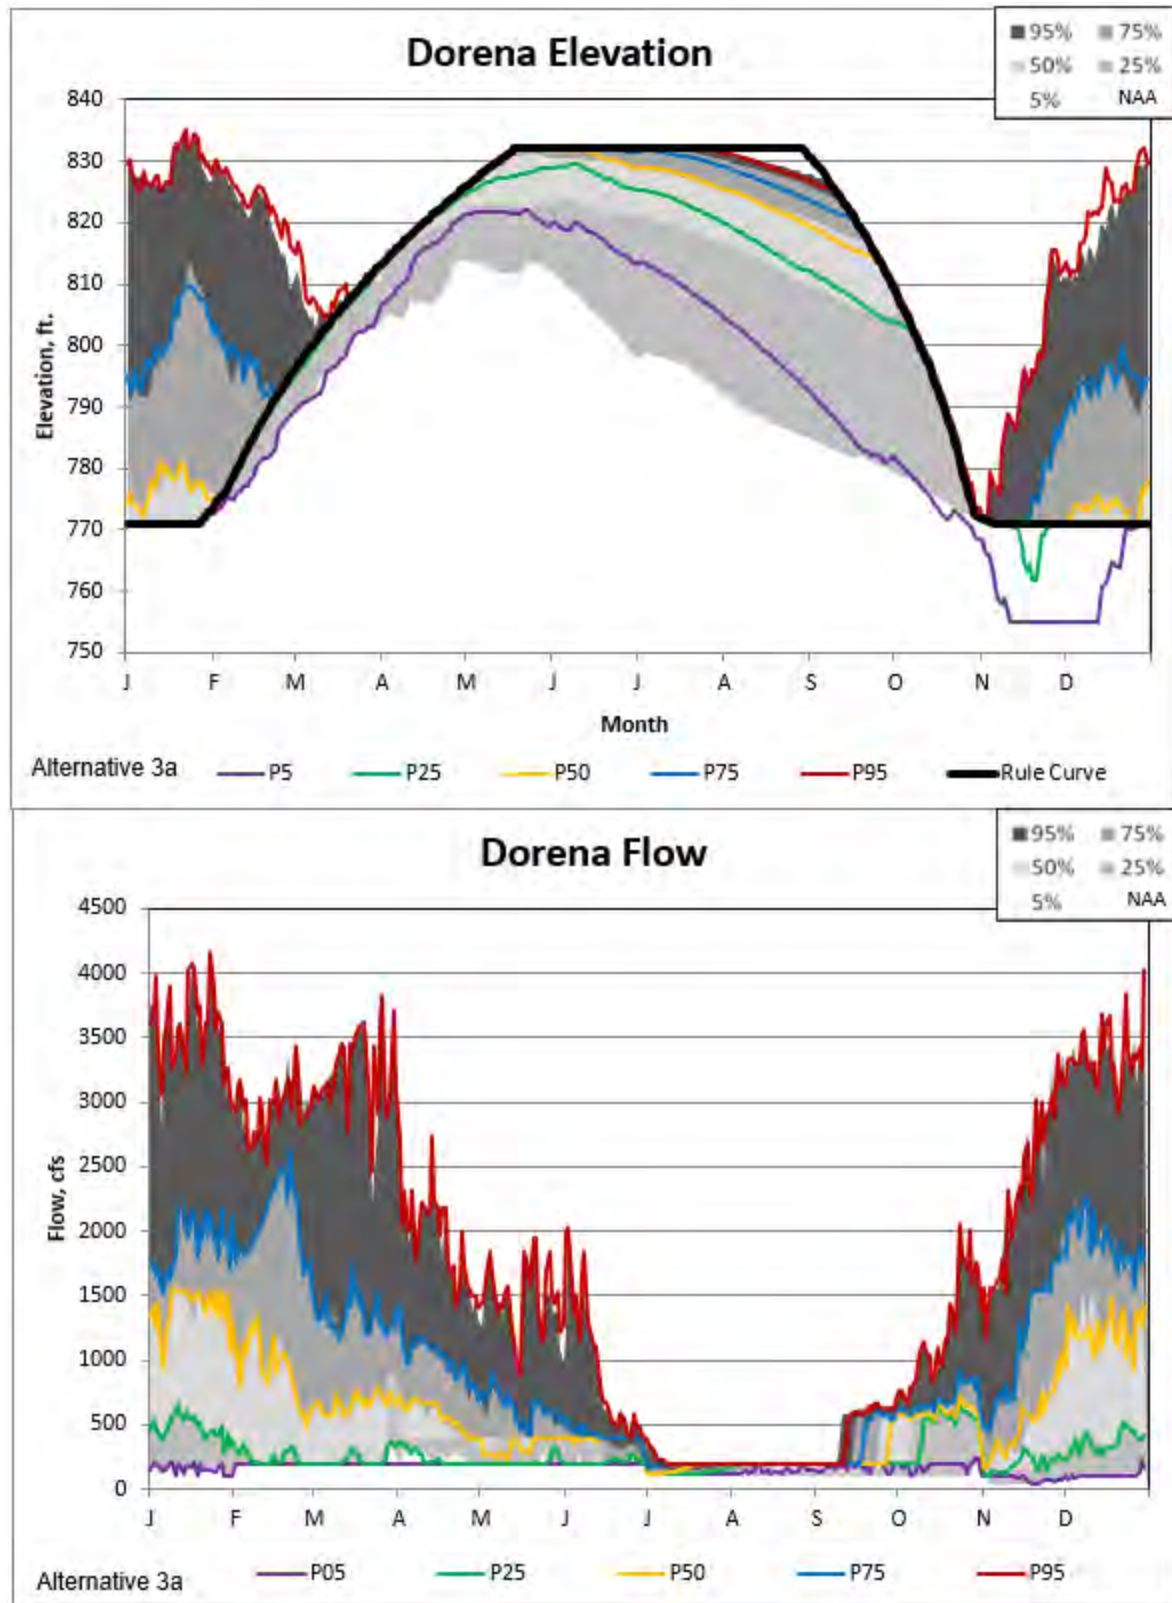 Dorena Elevation
95% 75%
50% 25%
5% NAA
840
830
820
810
800
790
780
770
760
750
Elevation, ft.
J F M A M J J A S O N D
Month
Alternative 3a P5 P25 P50 P75 P95 Rule Curve
Dorena Flow
95% 75%
50% 25%
5% NAA
4500
4000
3500
3000
2500
2000
1500
1000
500
0
Flow, cfs
J F M A M J J A S O N D
Alternative 3a P05 P25 P50 P75 P95